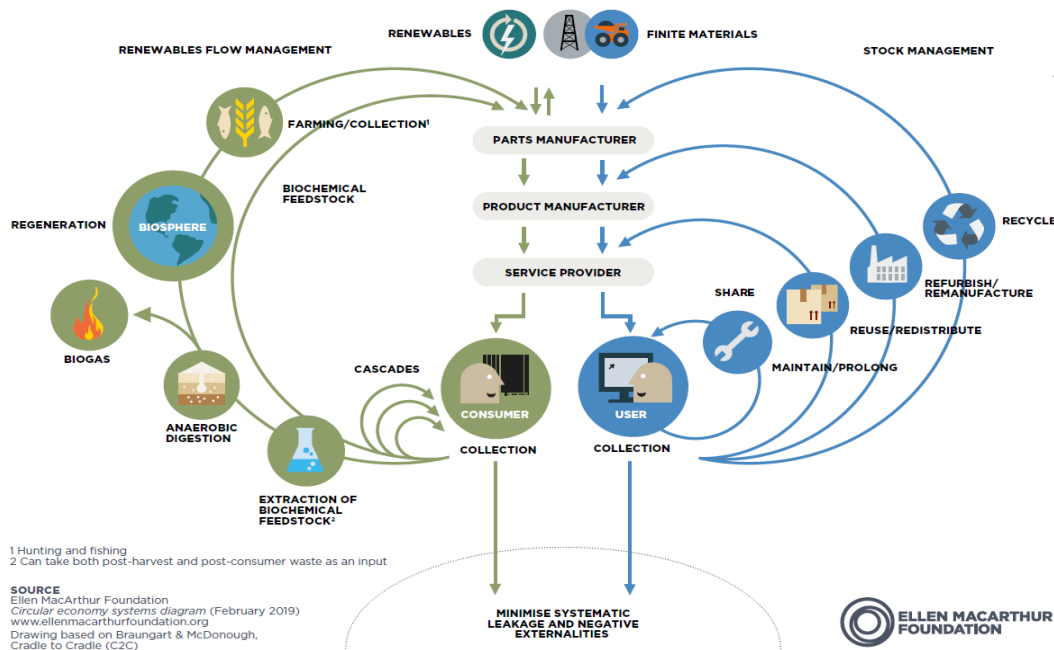 RENEWABLES
FINITE MATERIALS
RENEWABLES FLOW MANAGEMENT
STOCK MANAGEMENT
FARMING/COLLECTION¹
PARTS MANUFACTURER
BIOCHEMICAL
FEEDSTOCK
PRODUCT MANUFACTURER
REGENERATION
BIOSPHERE
RECYCLE
SERVICE PROVIDER
REFURBISH/
REMANUFACTURE
SHARE
REUSE/REDISTRIBUTE
BIOGAS
CASCADES
MAINTAIN/PROLONG
CONSUMER
USER
ANAEROBIC
DIGESTION
COLLECTION
COLLECTION
EXTRACTION OF
BIOCHEMICAL
FEEDSTOCK²
1 Hunting and fishing
2 Can take both post-harvest and post-consumer waste as an input
SOURCE
Ellen MacArthur Foundation
Circular economy systems diagram (February 2019)
www.ellenmacarthurfoundation.org
Drawing based on Braungart & McDonough,
Cradle to Cradle (C2C)
MINIMISE SYSTEMATIC
LEAKAGE AND NEGATIVE
EXTERNALITIES
ELLEN MACARTHUR
FOUNDATION